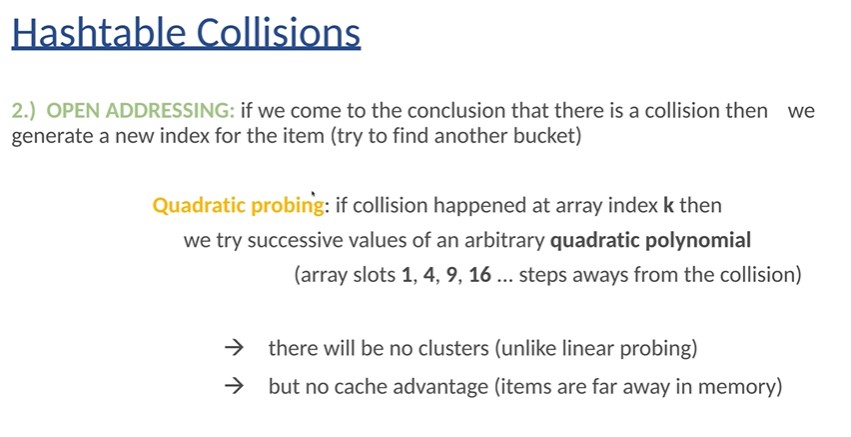 Hashtable Collisions
2.) OPEN ADDRESSING: if we come to the conclusion that there is a collision then we
generate a new index for the item (try to find another bucket)
Quadratic probing: if collision happened at array index k then
we try successive values of an arbitrary quadratic polynomial
(array slots 1, 4, 9, 16 ... steps aways from the collision)
→ there will be no clusters (unlike linear probing)
→ but no cache advantage (items are far away in memory)